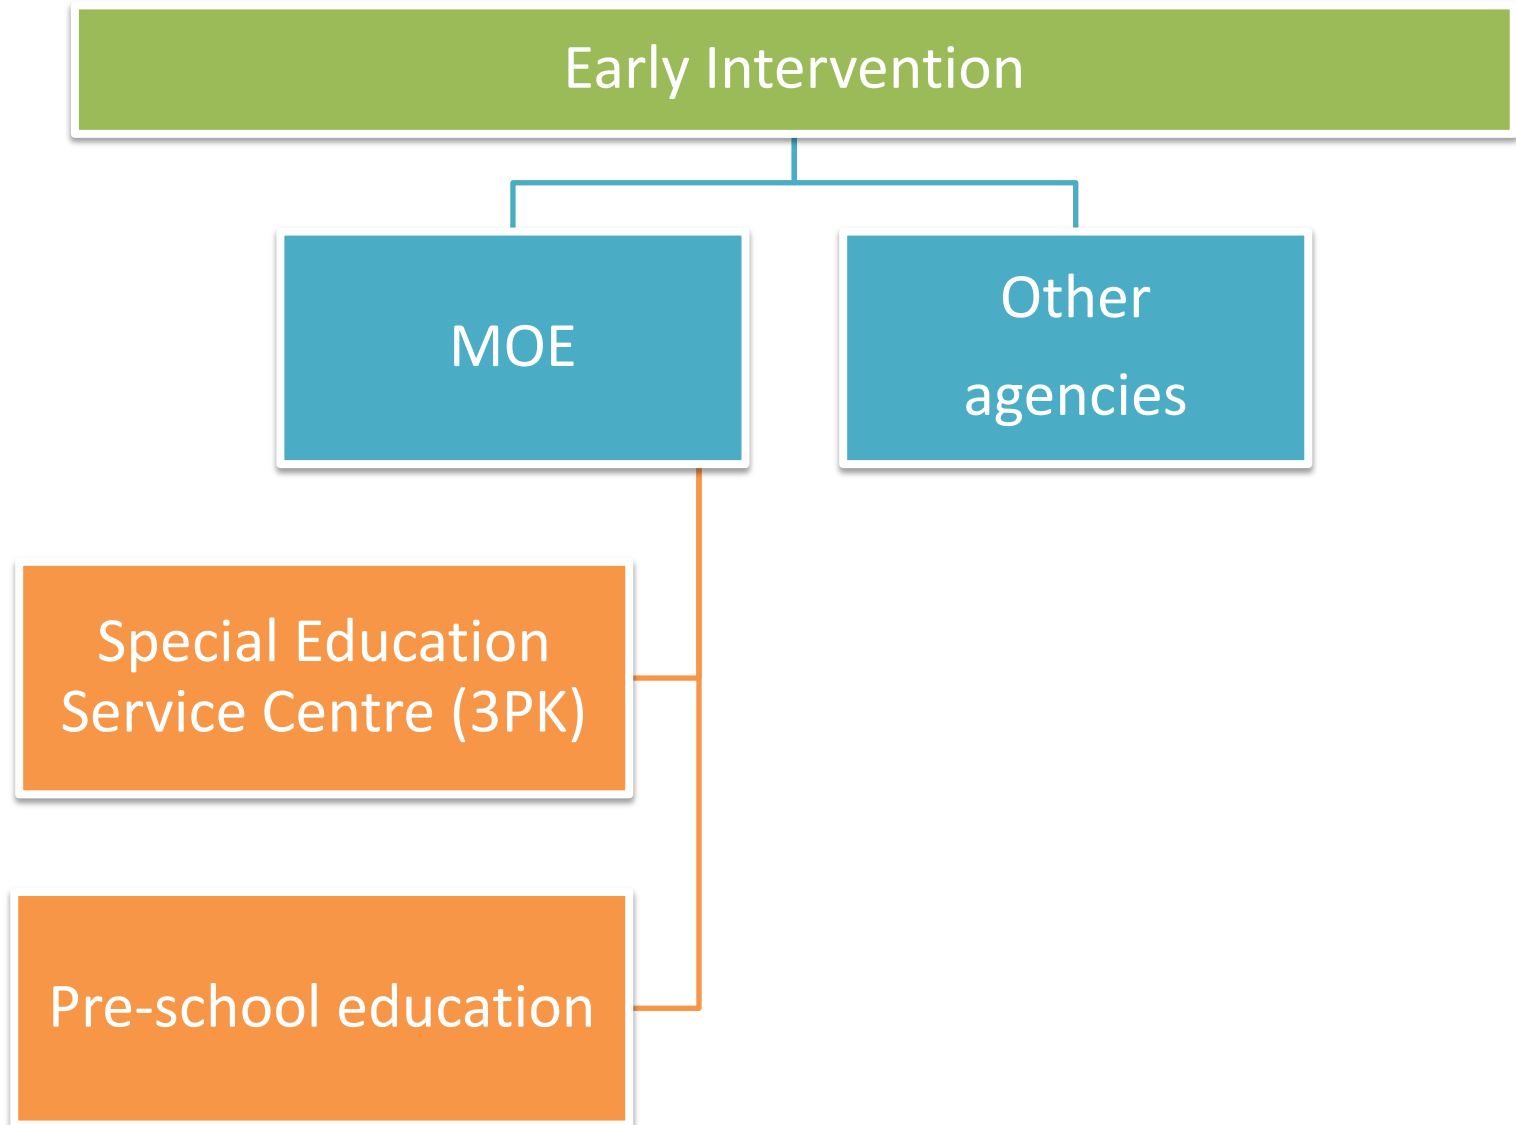 Early Intervention
MOE
Other
agencies
Special Education
Service Centre (3PK)
Pre-school education